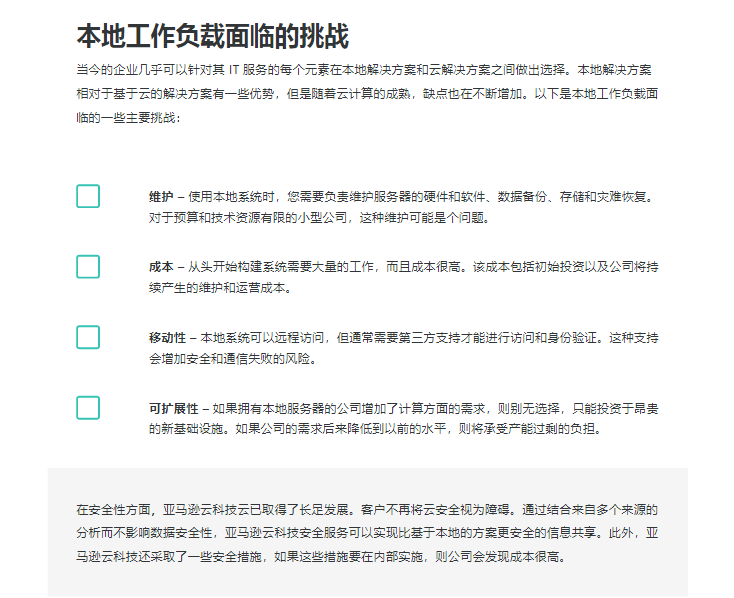 本地工作负载面临的挑战
当今的企业几乎可以针对其 IT 服务的每个元素在本地解决方案和云解决方案之间做出选择。本地解决方案
相对于基于云的解决方案有一些优势，但是随着云计算的成熟，缺点也在不断增加。以下是本地工作负载面
临的一些主要挑战：
维护 – 使用本地系统时，您需要负责维护服务器的硬件和软件、数据备份、存储和灾难恢复。
对于预算和技术资源有限的小型公司，这种维护可能是个问题。
成本 – 从头开始构建系统需要大量的工作，而且成本很高。该成本包括初始投资以及公司将持
续产生的维护和运营成本。
移动性 – 本地系统可以远程访问，但通常需要第三方支持才能进行访问和身份验证。这种支持
会增加安全和通信失败的风险。
可扩展性 – 如果拥有本地服务器的公司增加了计算方面的需求，则别无选择，只能投资于昂贵
的新基础设施。如果公司的需求后来降低到以前的水平，则将承受产能过剩的负担。
在安全性方面，亚马逊云科技云已取得了长足发展。客户不再将云安全视为障碍。通过结合来自多个来源的
分析而不影响数据安全性，亚马逊云科技安全服务可以实现比基于本地的方案更安全的信息共享。此外，亚
马逊云科技还采取了一些安全措施，如果这些措施要在内部实施，则公司会发现成本很高。